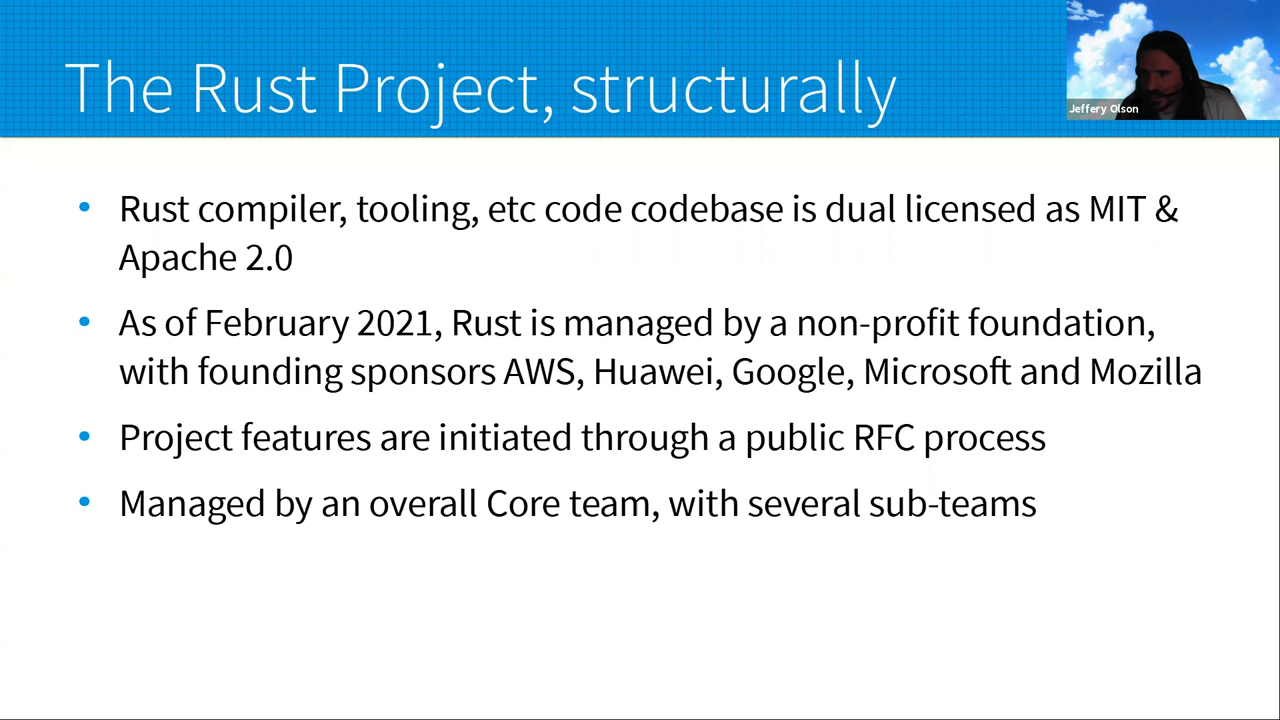 The Rust Project, structurally
Jeffery Olson
• Rust compiler, tooling, etc code codebase is dual licensed as MIT &
Apache 2.0
• As of February 2021, Rust is managed by a non-profit foundation,
with founding sponsors AWS, Huawei, Google, Microsoft and Mozilla
• Project features are initiated through a public RFC process
• Managed by an overall Core team, with several sub-teams